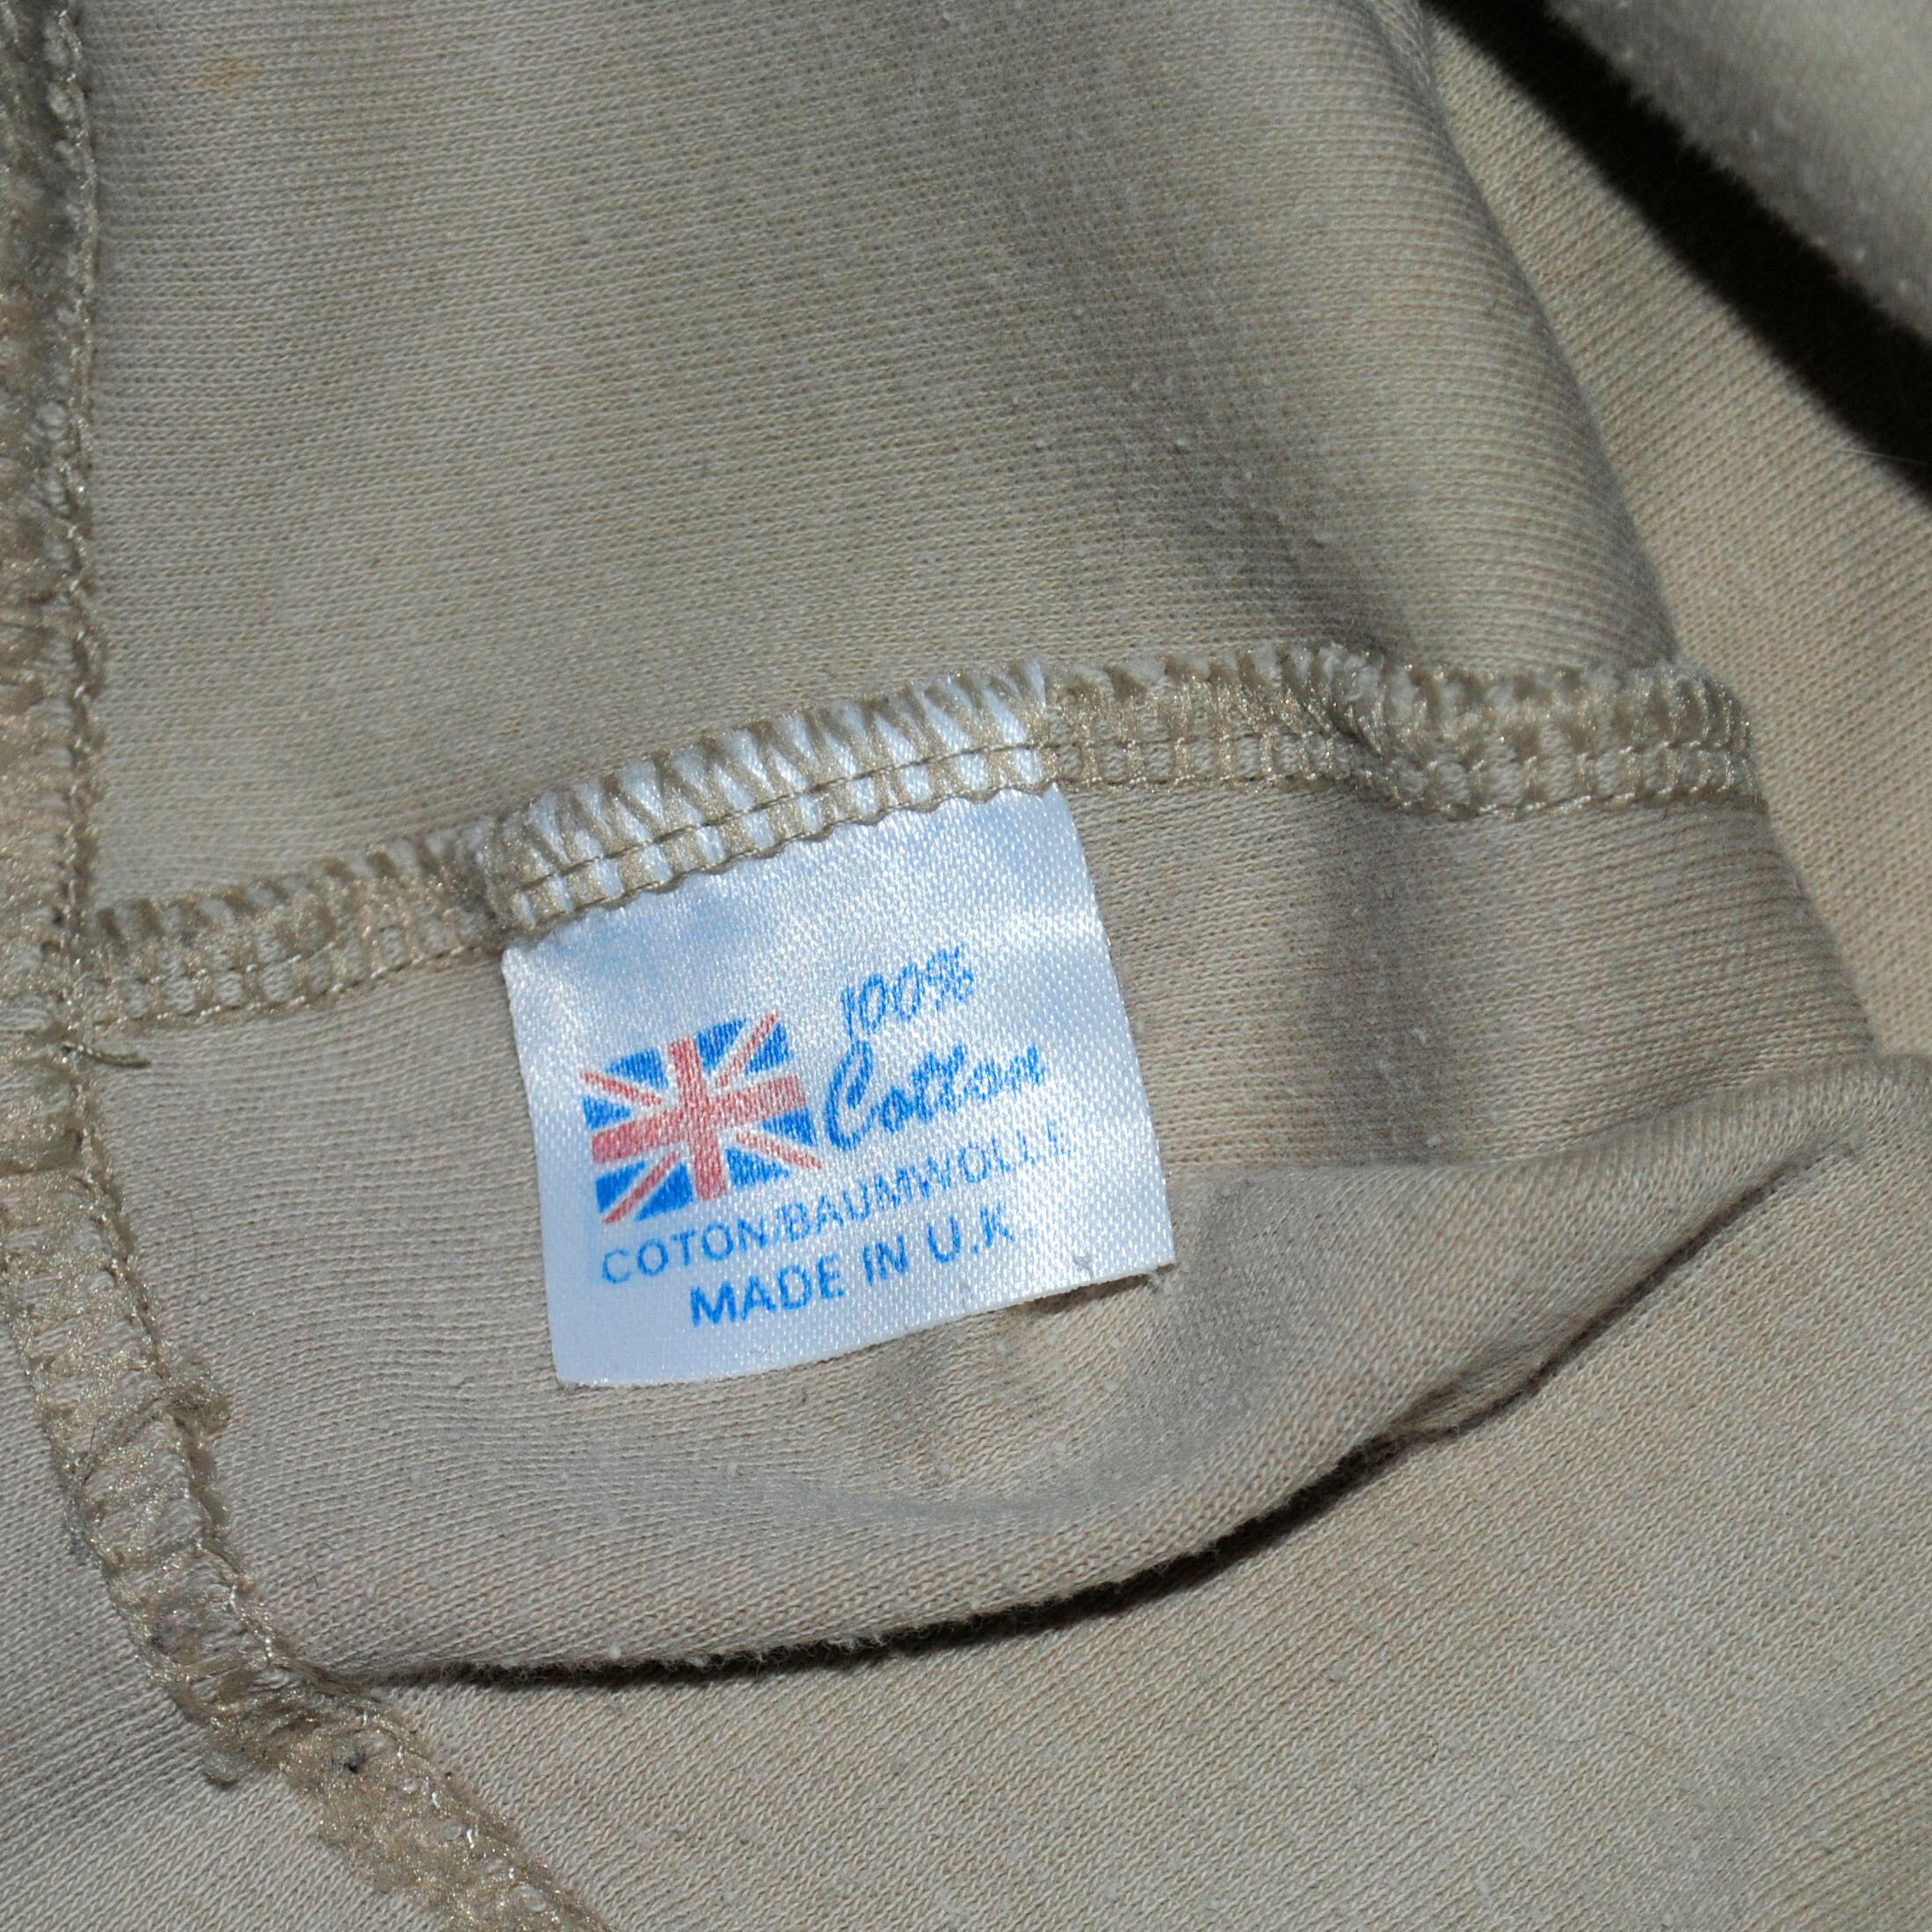 100%
Cotton
COTON/BAUMWOLLE
MADE IN U.K.